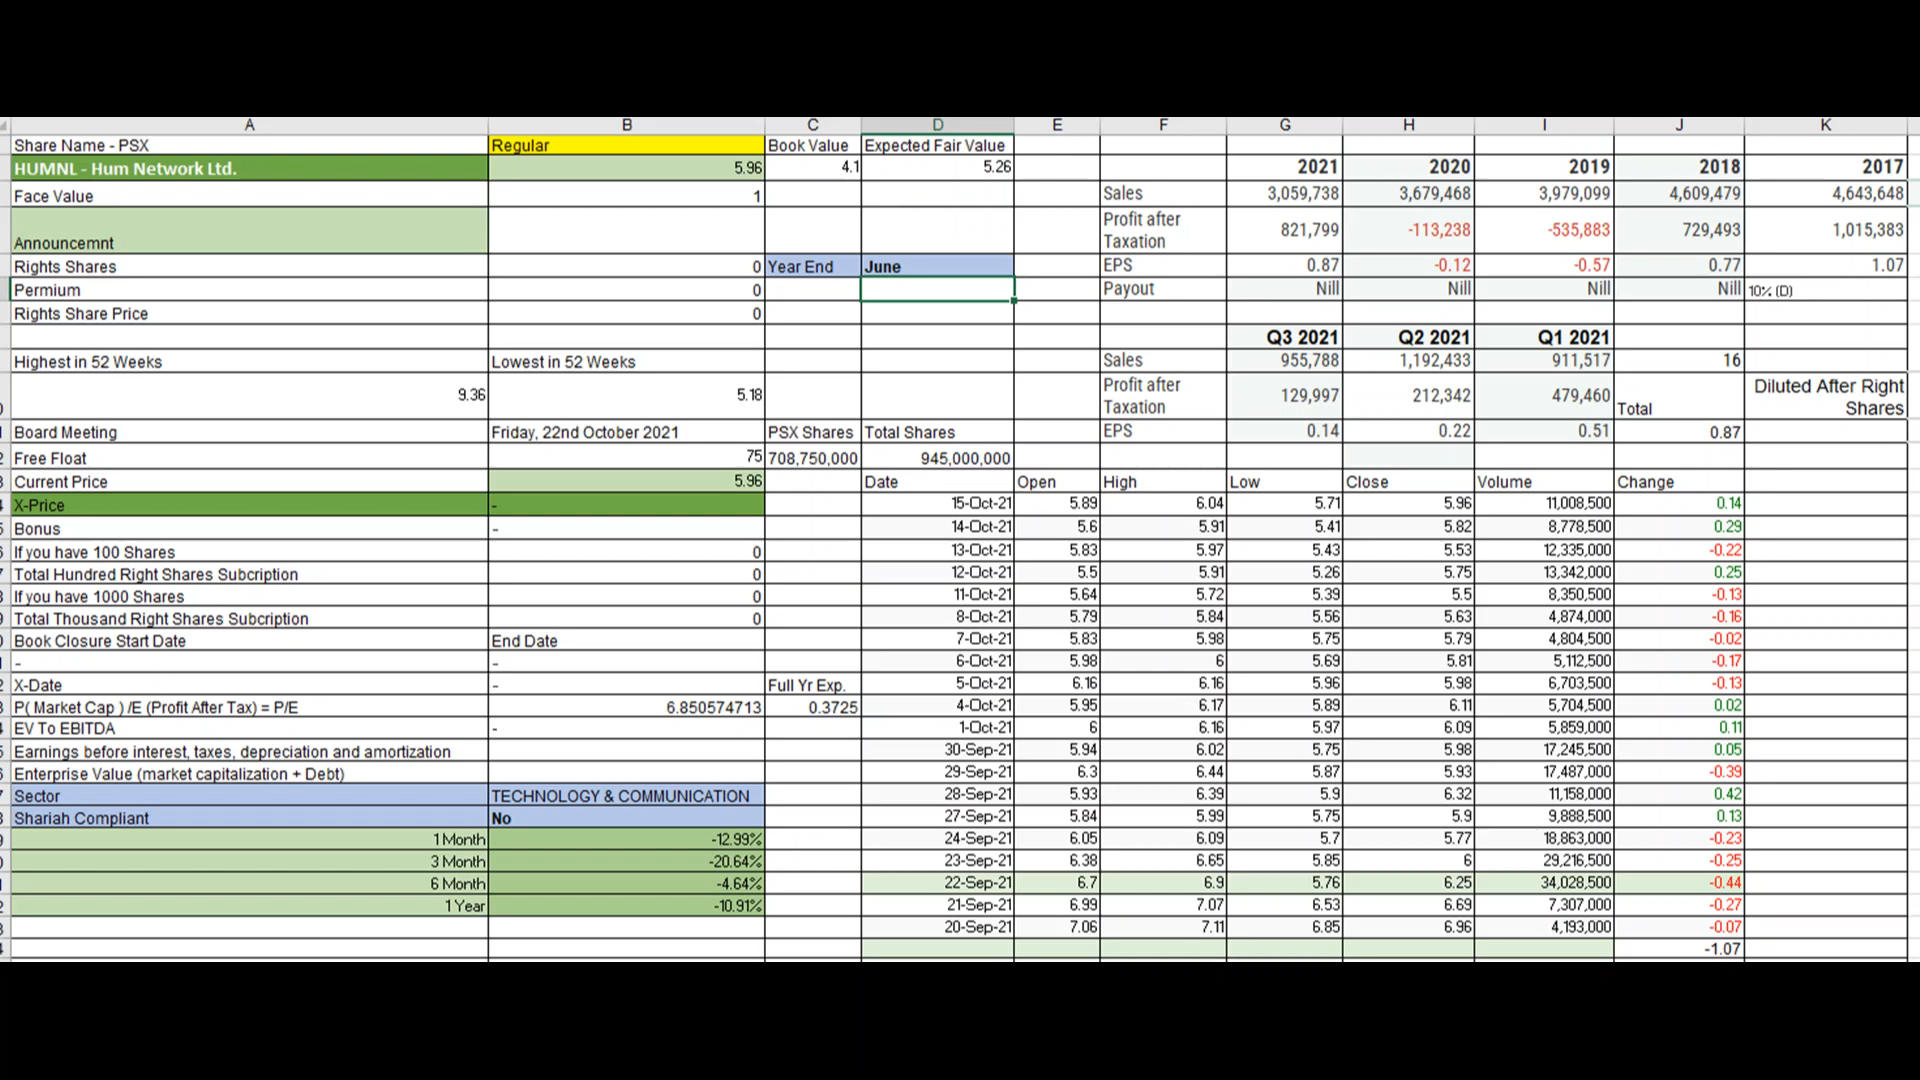 A B C D E F G H I J K
Share Name - PSX Regular Book Value Expected Fair Value
HUMNL - Hum Network Ltd. 5.96 4.1 5.26 2021 2020 2019 2018 2017
Face Value 1 Sales 3,059,738 3,679,468 3,979,099 4,609,479 4,643,648
Announcemnt Profit after Taxation 821,799 -113,238 -535,883 729,493 1,015,383
Rights Shares 0 Year End June EPS 0.87 -0.12 -0.57 0.77 1.07
Permium 0 Payout Nill Nill Nill Nill 10% (D)
Rights Share Price 0
Q3 2021 Q2 2021 Q1 2021
Highest in 52 Weeks Lowest in 52 Weeks Sales 955,788 1,192,433 911,517 16
9.36 5.18 Profit after Taxation 129,997 212,342 479,460 Total Diluted After Right Shares
Board Meeting Friday, 22nd October 2021 PSX Shares Total Shares EPS 0.14 0.22 0.51 0.87
Free Float 75 708,750,000 945,000,000
Current Price 5.96 Date Open High Low Close Volume Change
X-Price - 15-Oct-21 5.89 6.04 5.71 5.96 11,008,500 0.14
Bonus - 14-Oct-21 5.6 5.91 5.41 5.82 8,778,500 0.29
If you have 100 Shares 0 13-Oct-21 5.83 5.97 5.43 5.53 12,335,000 -0.22
Total Hundred Right Shares Subcription 0 12-Oct-21 5.5 5.91 5.26 5.75 13,342,000 0.25
If you have 1000 Shares 0 11-Oct-21 5.64 5.72 5.39 5.5 8,350,500 -0.13
Total Thousand Right Shares Subcription 0 8-Oct-21 5.79 5.84 5.56 5.63 4,874,000 -0.16
Book Closure Start Date End Date 7-Oct-21 5.83 5.98 5.75 5.79 4,804,500 -0.02
- - 6-Oct-21 5.98 6 5.69 5.81 5,112,500 -0.17
X-Date - Full Yr Exp. 5-Oct-21 6.16 6.16 5.96 5.98 6,703,500 -0.13
P( Market Cap ) /E (Profit After Tax) = P/E 6.850574713 0.3725 4-Oct-21 5.95 6.17 5.89 6.11 5,704,500 0.02
EV To EBITDA - 1-Oct-21 6 6.16 5.97 6.09 5,859,000 0.11
Earnings before interest, taxes, depreciation and amortization 30-Sep-21 5.94 6.02 5.75 5.98 17,245,500 0.05
Enterprise Value (market capitalization + Debt) 29-Sep-21 6.3 6.44 5.87 5.93 17,487,000 -0.39
Sector TECHNOLOGY & COMMUNICATION 28-Sep-21 5.93 6.39 5.9 6.32 11,158,000 0.42
Shariah Compliant No 27-Sep-21 5.84 5.99 5.75 5.9 9,888,500 0.13
1 Month -12.99% 24-Sep-21 6.05 6.09 5.7 5.77 18,863,000 -0.23
3 Month -20.64% 23-Sep-21 6.38 6.65 5.85 6 29,216,500 -0.25
6 Month -4.64% 22-Sep-21 6.7 6.9 5.76 6.25 34,028,500 -0.44
1 Year -10.91% 21-Sep-21 6.99 7.07 6.53 6.69 7,307,000 -0.27
20-Sep-21 7.06 7.11 6.85 6.96 4,193,000 -0.07
-1.07